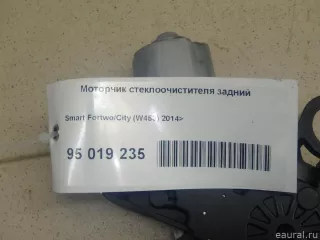 Моторчик стеклоочистителя задний
Smart Fortwo/City (W453) 2014>
95 019 235
eaural.ru